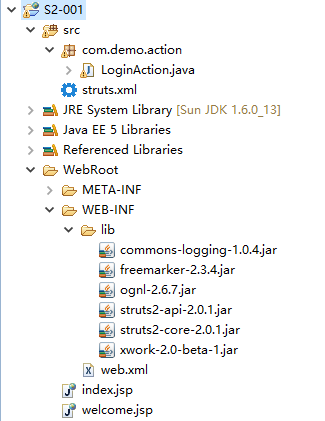 S2-001
src
com.demo.action
LoginAction.java
struts.xml
JRE System Library [Sun JDK 1.6.0_13]
Java EE 5 Libraries
Referenced Libraries
WebRoot
META-INF
WEB-INF
lib
commons-logging-1.0.4.jar
freemarker-2.3.4.jar
ognl-2.6.7.jar
struts2-api-2.0.1.jar
struts2-core-2.0.1.jar
xwork-2.0-beta-1.jar
web.xml
index.jsp
welcome.jsp